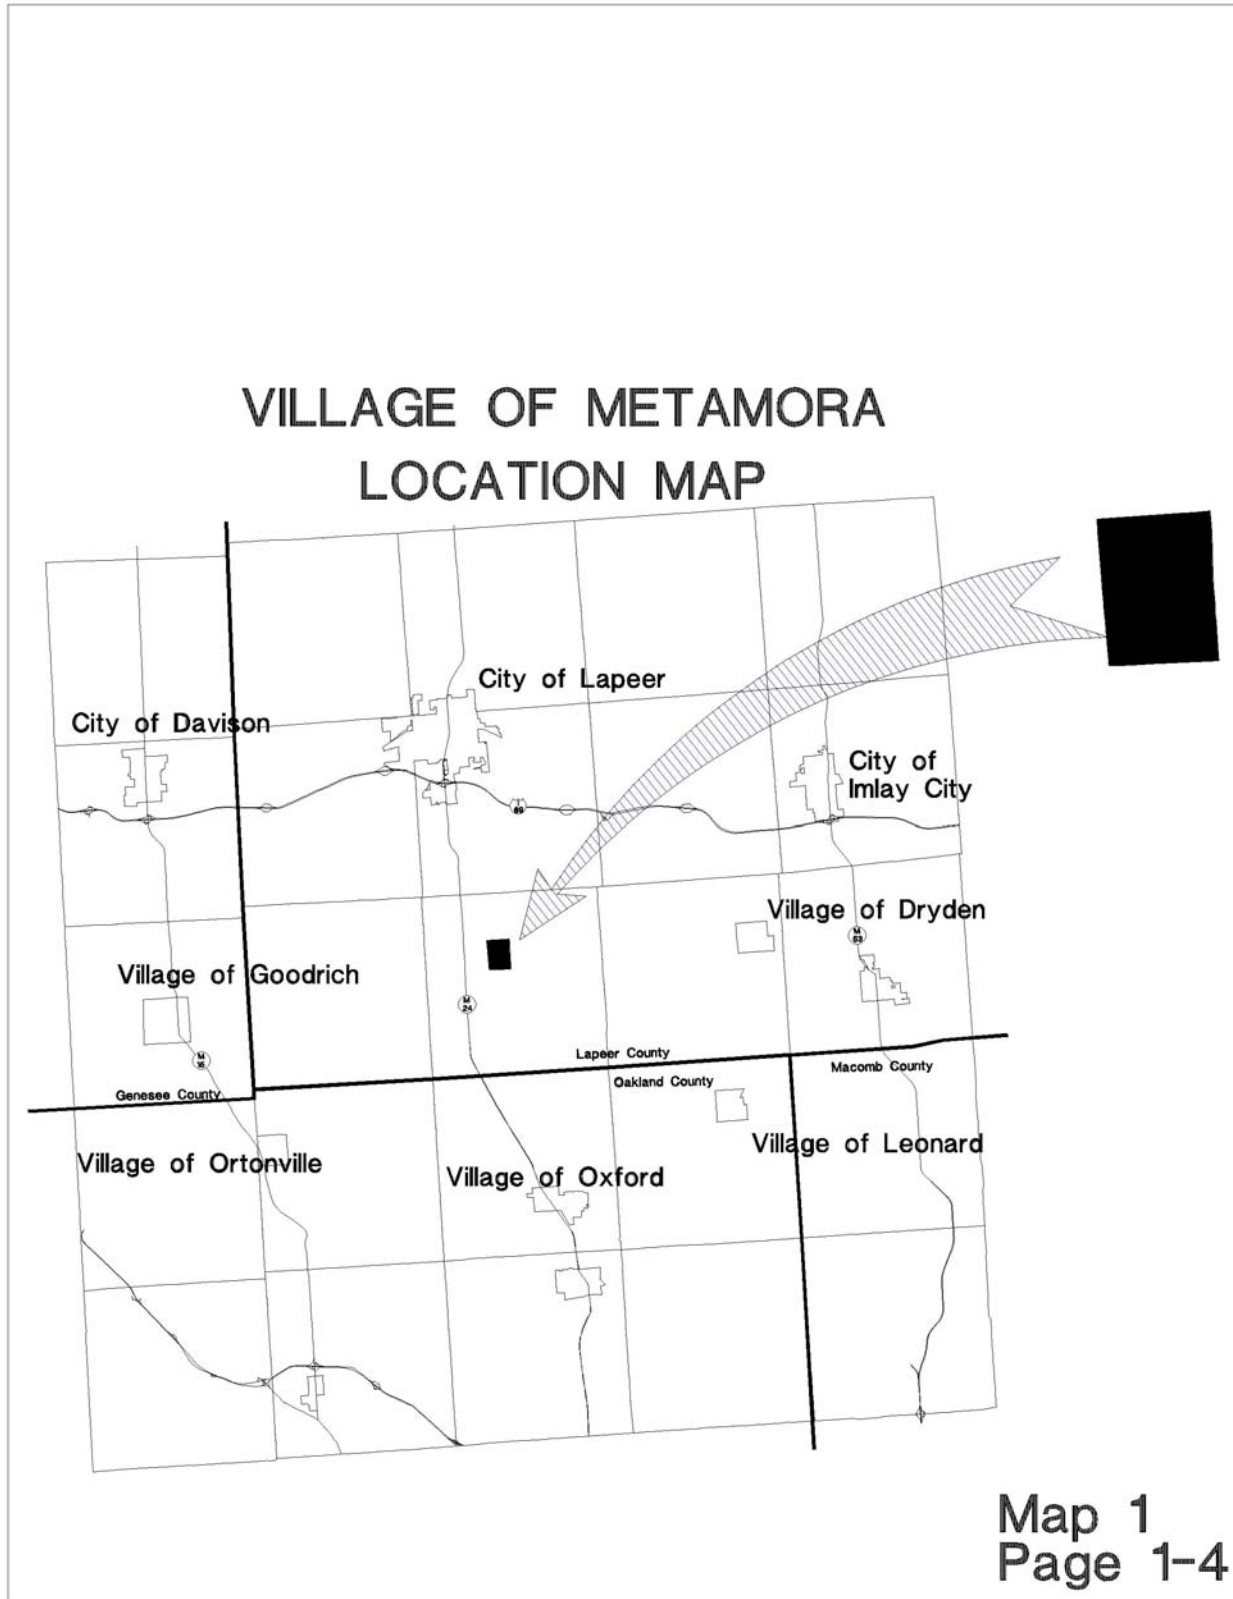 VILLAGE OF METAMORA
LOCATION MAP
City of Lapeer
City of Davison
City of
Imlay City
I
69
Village of Dryden
M
53
Village of Goodrich
M
24
M
15
Lapeer County
Oakland County
Macomb County
Genesee County
Village of Leonard
Village of Ortonville
Village of Oxford
Map 1
Page 1-4